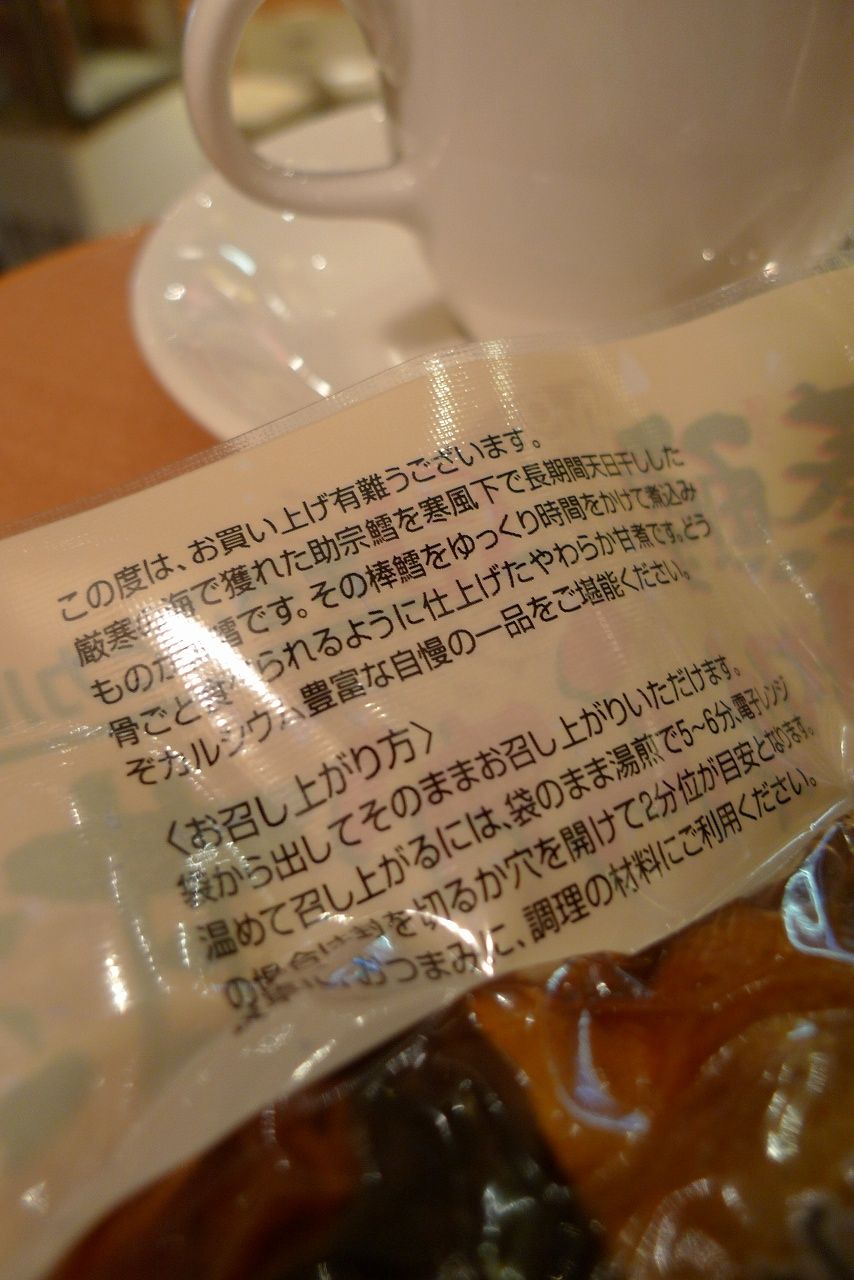 この度は、お買い上げ有難うございます。
厳寒の海で獲れた助宗鱈を寒風下で長期間天日干しした
ものが棒鱈です。その棒鱈をゆっくり時間をかけて煮込み
骨ごと食べられるように仕上げたやわらか甘煮です。どう
ぞカルシウム豊富な自慢の一品をご堪能ください。
〈お召し上がり方〉
袋から出してそのままお召し上がりいただけます。
温めて召し上がるには、袋のまま湯煎で5〜6分、電子レンジ
の場合は封を切るか穴を開けて2分位が目安となります。
おつまみに、調理の材料にご利用ください。